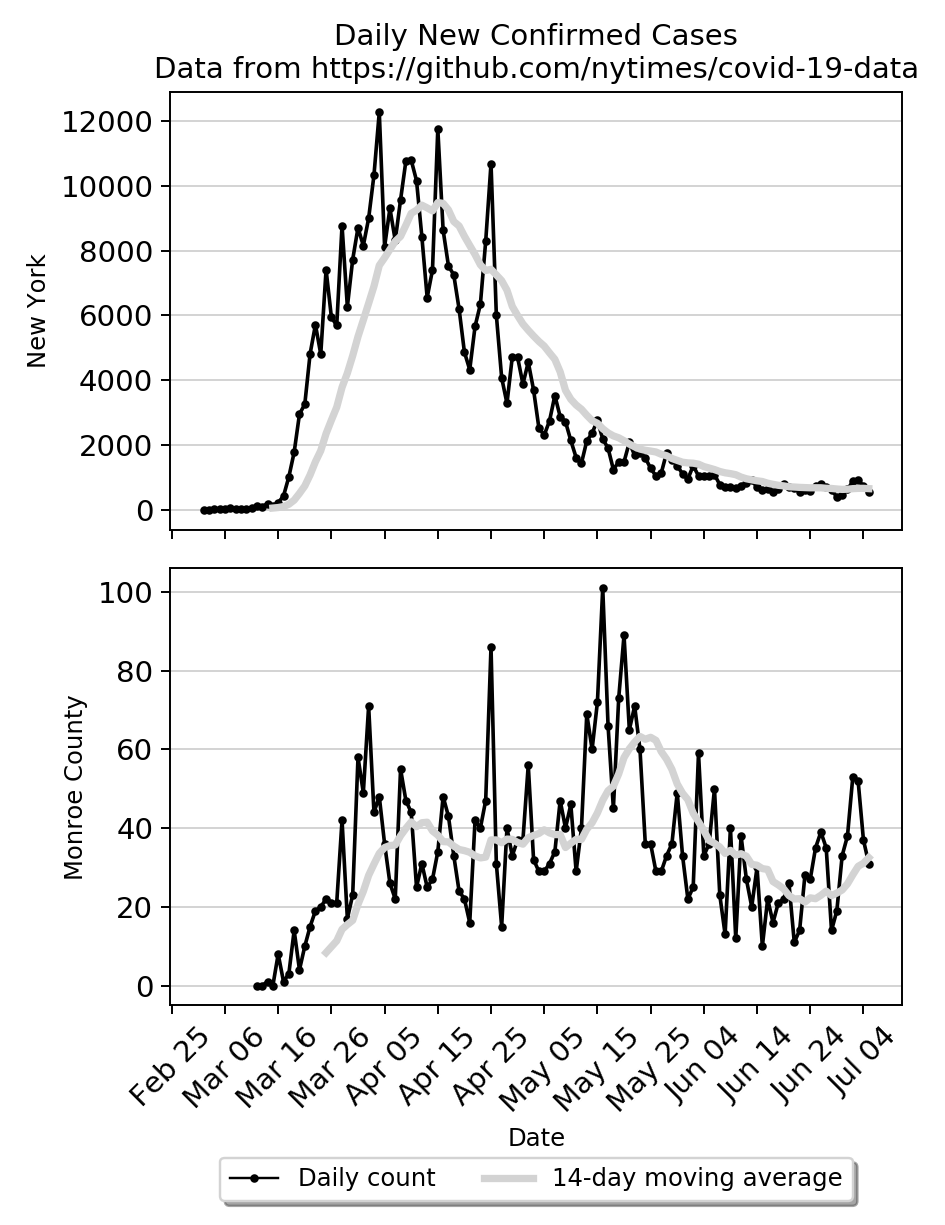 Daily New Confirmed Cases
Data from https://github.com/nytimes/covid-19-data
12000
10000
8000
6000
4000
2000
0
New York
100
80
60
40
20
0
Monroe County
Feb 25
Mar 06
Mar 16
Mar 26
Apr 05
Apr 15
Apr 25
May 05
May 15
May 25
Jun 04
Jun 14
Jun 24
Jul 04
Date
Daily count
14-day moving average